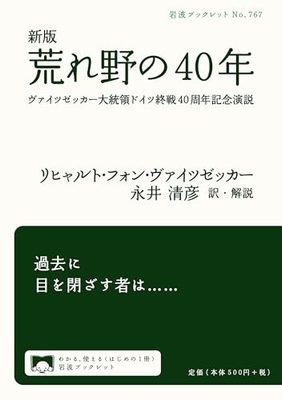 岩波ブックレット No. 767
新版
荒れ野の40年
ヴァイツゼッカー大統領ドイツ終戦40周年記念演説
リヒャルト・フォン・ヴァイツゼッカー
永井 清彦 訳・解説
過去に
目を閉ざす者は……
わかる、使える《はじめの1冊》
岩波ブックレット
定価(本体500円+税)